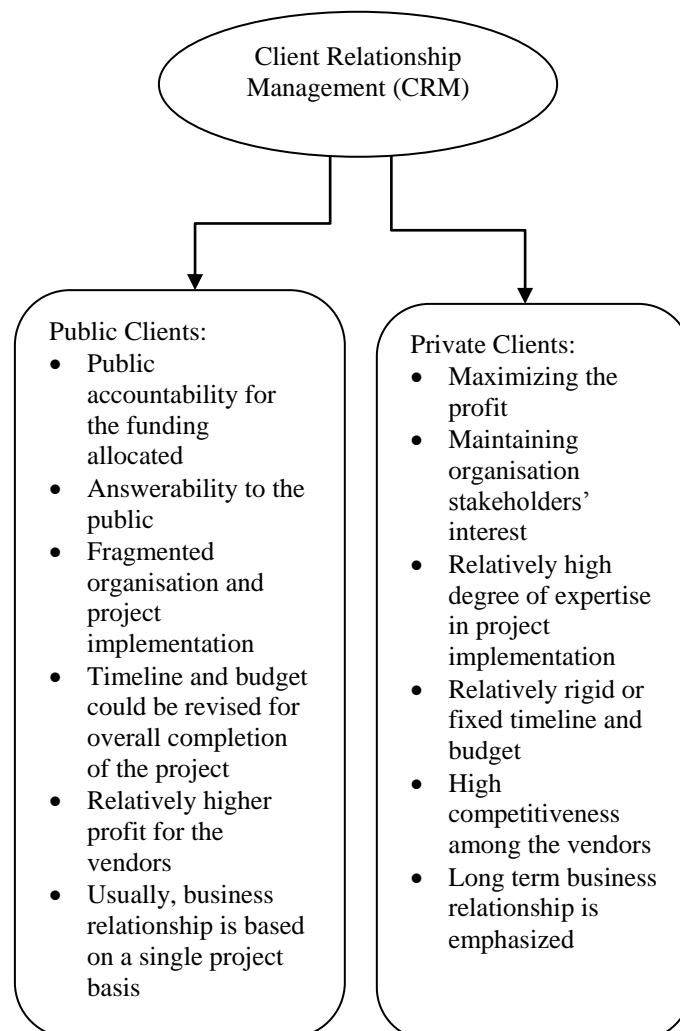 Client Relationship
Management (CRM)
Public Clients:
• Public
accountability for
the funding
allocated
• Answerability to the
public
• Fragmented
organisation and
project
implementation
• Timeline and budget
could be revised for
overall completion
of the project
• Relatively higher
profit for the
vendors
• Usually, business
relationship is based
on a single project
basis
Private Clients:
• Maximizing the
profit
• Maintaining
organisation
stakeholders’
interest
• Relatively high
degree of expertise
in project
implementation
• Relatively rigid or
fixed timeline and
budget
• High
competitiveness
among the vendors
• Long term business
relationship is
emphasized